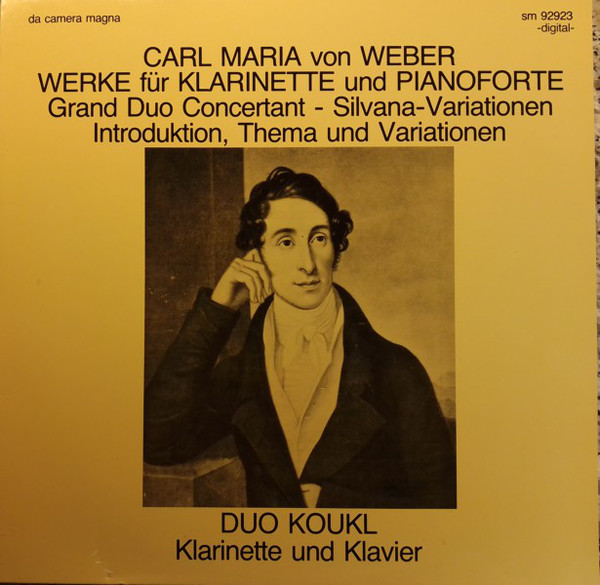 da camera magna
sm 92923
-digital-
CARL MARIA von WEBER
WERKE für KLARINETTE und PIANOFORTE
Grand Duo Concertant - Silvana-Variationen
Introduktion, Thema und Variationen
DUO KOUKL
Klarinette und Klavier